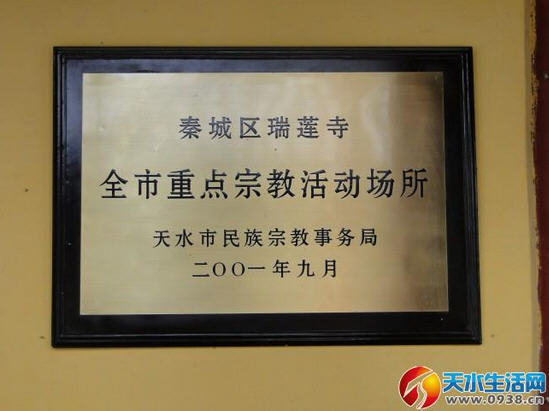 秦城区瑞莲寺
全市重点宗教活动场所
天水市民族宗教事务局
二〇〇一年九月
天水生活网
www.0938.cn